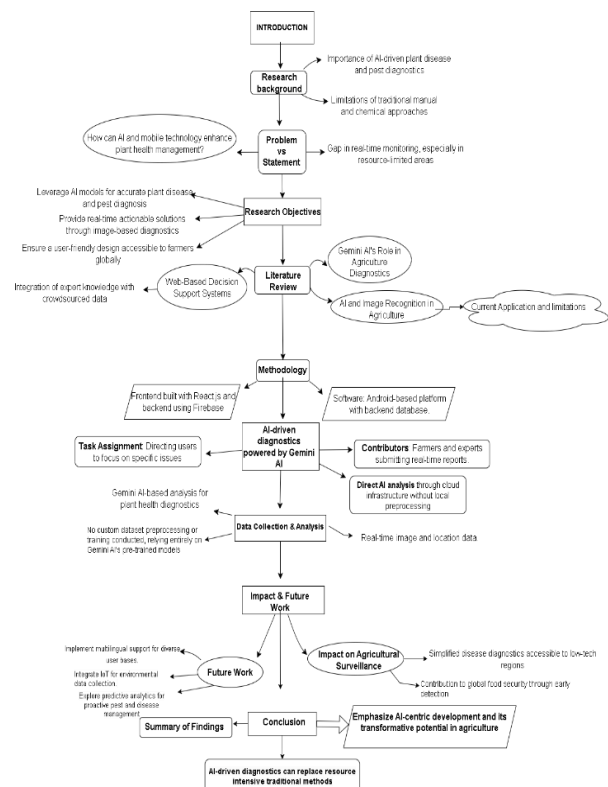 INTRODUCTION
Importance of AI-driven plant disease
and pest diagnostics
Research
background
Limitations of traditional manual
and chemical approaches
How can AI and mobile technology enhance
plant health management?
Problem
vs
Statement
Gap in real-time monitoring, especially in
resource-limited areas
Leverage AI models for accurate plant disease
and pest diagnosis
Provide real-time actionable solutions
through image-based diagnostics
Ensure a user-friendly design accessible to farmers
globally
Research Objectives
Gemini AI's Role in
Agriculture
Diagnostics
Literature
Review
Web-Based Decision
Support Systems
Integration of expert knowledge with
crowdsourced data
AI and Image Recognition in
Agriculture
Current Application and limitations
Methodology
Frontend built with React.js and
backend using Firebase
Software: Android-based platform
with backend database.
AI-driven
diagnostics
powered by Gemini
AI
Task Assignment: Directing users
to focus on specific issues
Contributors: Farmers and experts
submitting real-time reports.
Direct AI analysis through cloud
infrastructure without local
preprocessing
Gemini AI-based analysis for
plant health diagnostics
No custom dataset preprocessing or
training conducted, relying entirely on
Gemini AI's pre-trained models
Data Collection & Analysis
Real-time image and location data
Impact & Future
Work
Implement multilingual support for diverse
user bases.
Integrate IoT for environmental
data collection.
Explore predictive analytics for
proactive pest and disease
management
Future Work
Impact on Agricultural
Surveillance
Simplified disease diagnostics accessible to low-tech
regions
Contribution to global food security through early
detection
Summary of Findings
Conclusion
Emphasize AI-centric development and its
transformative potential in agriculture
AI-driven diagnostics can replace resource
intensive traditional methods